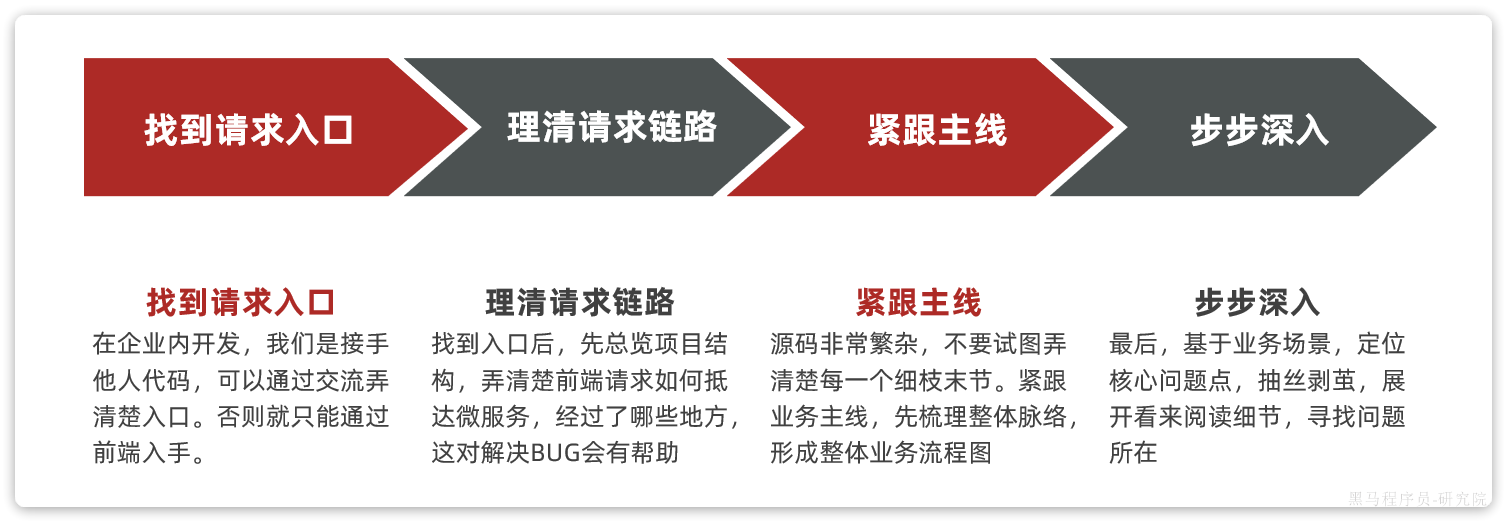 找到请求入口
理清请求链路
紧跟主线
步步深入
找到请求入口
在企业内开发，我们是接手
他人代码，可以通过交流弄
清楚入口。否则就只能通过
前端入手。
理清请求链路
找到入口后，先总览项目结
构，弄清楚前端请求如何抵
达微服务，经过了哪些地方，
这对解决BUG会有帮助
紧跟主线
源码非常繁杂，不要试图弄
清楚每一个细枝末节。紧跟
业务主线，先梳理整体脉络，
形成整体业务流程图
步步深入
最后，基于业务场景，定位
核心问题点，抽丝剥茧，展
开看来阅读细节，寻找问题
所在
黑马程序员-研究院